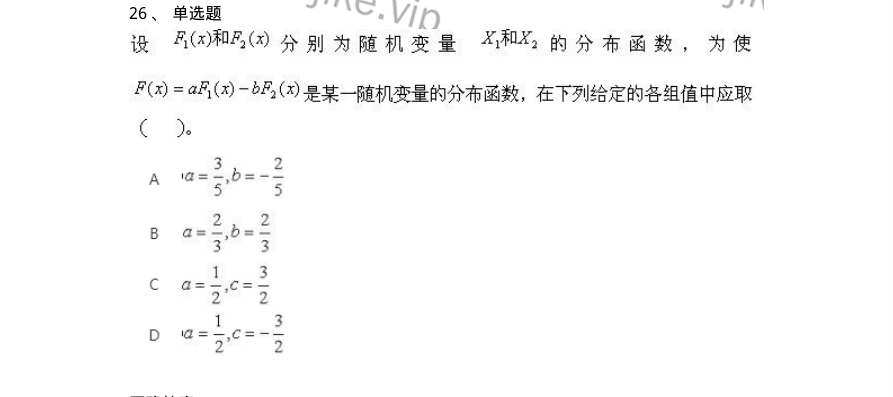 26 、 单选题
设 F₁(x)和F₂(x) 分别为随机变量 X₁和X₂ 的分布函数，为使
F(x) = aF₁(x) − bF₂(x) 是某一随机变量的分布函数，在下列给定的各组值中应取
（ ）。
A a = 3/5, b = − 2/5
B a = 2/3, b = 2/3
C a = 1/2, c = 3/2
D a = 1/2, c = − 3/2